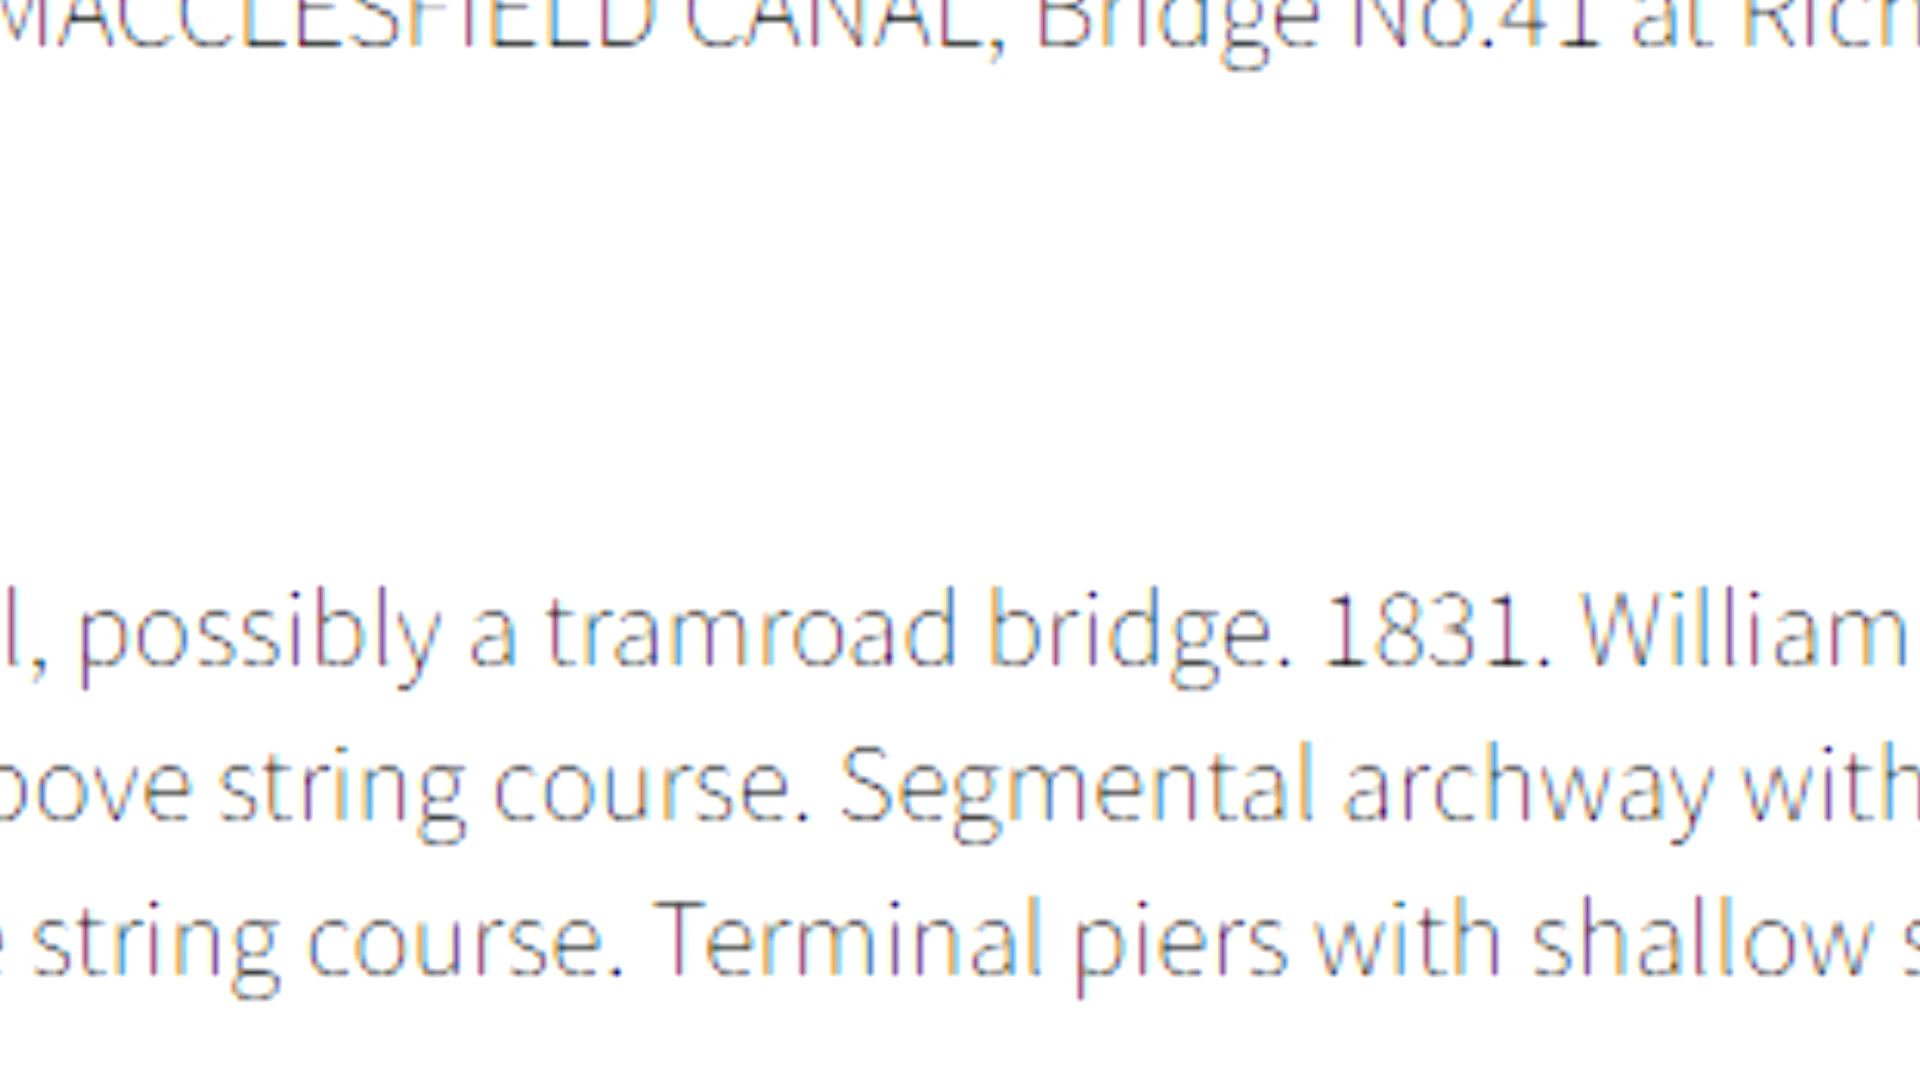 MACCLESFIELD CANAL, Bridge No.41 at Rich
l, possibly a tramroad bridge. 1831. William
bove string course. Segmental archway with
e string course. Terminal piers with shallow s